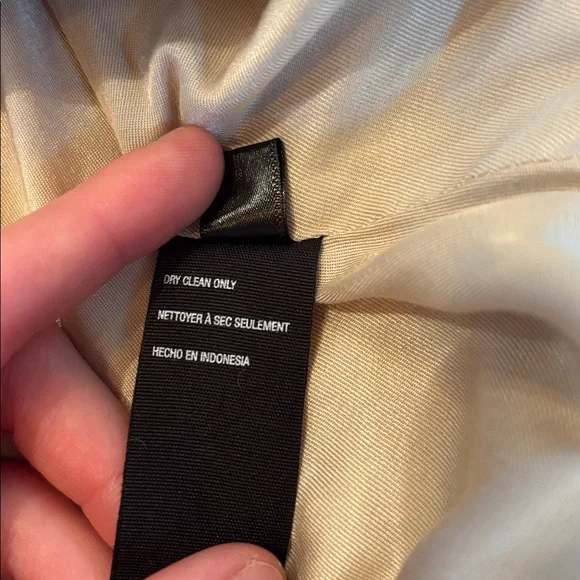 DRY CLEAN ONLY
NETTOYER À SEC SEULEMENT
HECHO EN INDONESIA